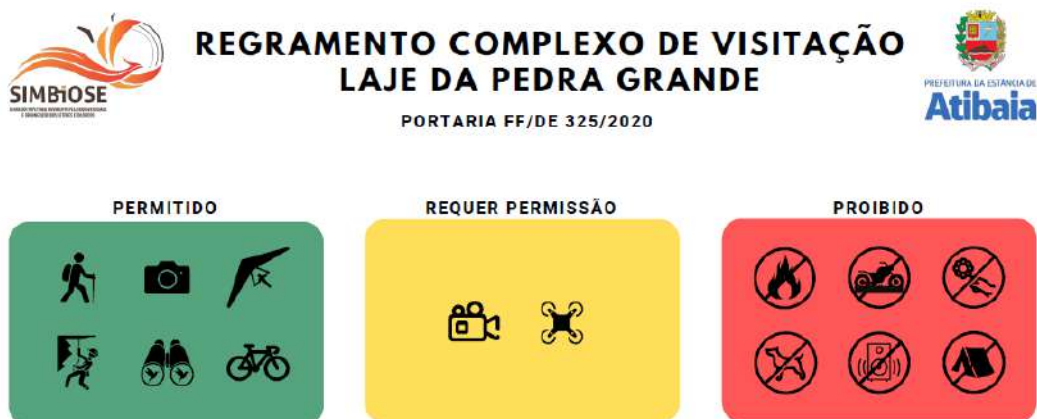 SIMBIOSE
REGRAMENTO COMPLEXO DE VISITAÇÃO
LAJE DA PEDRA GRANDE
PORTARIA FF/DE 325/2020
PREFEITURA DA ESTÂNCIA DE
Atibaia
PERMITIDO
REQUER PERMISSÃO
PROIBIDO